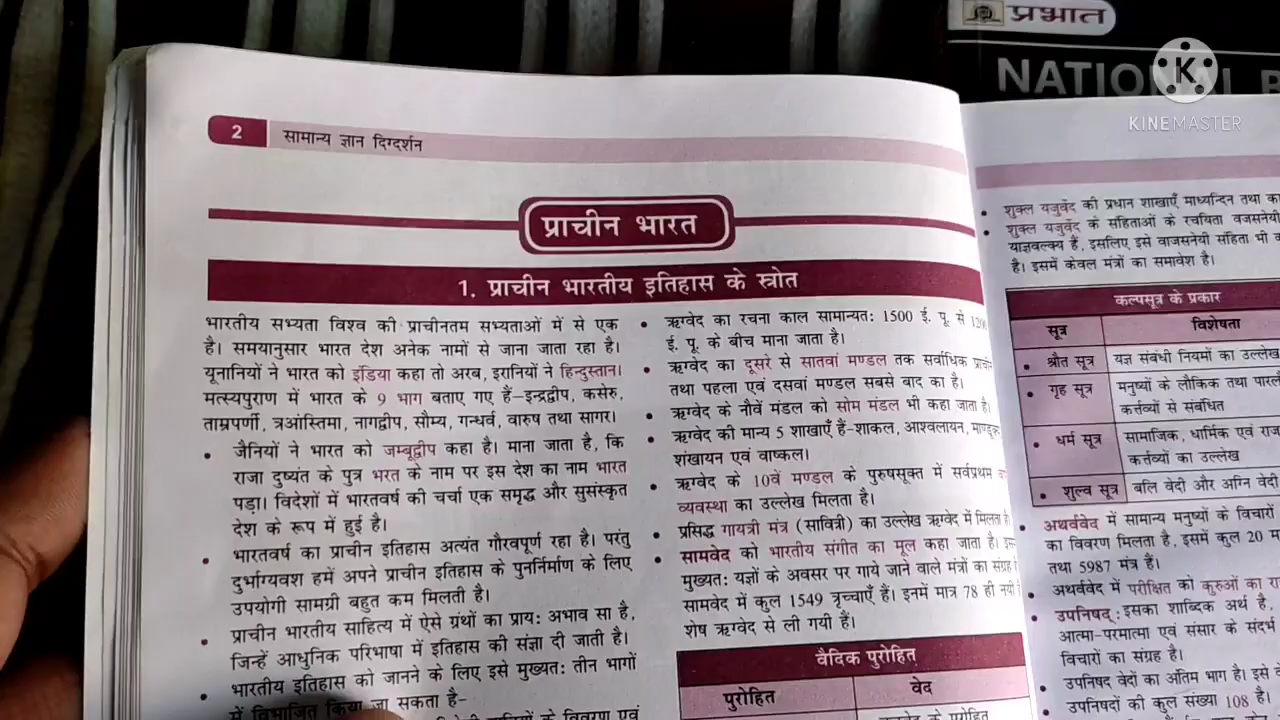 प्रभात
NATIONAL B
KINEMASTER
2 सामान्य ज्ञान दिग्दर्शन
प्राचीन भारत
1. प्राचीन भारतीय इतिहास के स्त्रोत
भारतीय सभ्यता विश्व की प्राचीनतम सभ्यताओं में से एक
है। समयानुसार भारत देश अनेक नामों से जाना जाता रहा है।
यूनानियों ने भारत को इंडिया कहा तो अरब, इरानियों ने हिन्दुस्तान।
मत्स्यपुराण में भारत के 9 भाग बताए गए हैं–इन्द्रद्वीप, कसेरु,
ताम्रपर्णी, त्रआंस्तिमा, नागद्वीप, सौम्य, गन्धर्व, वारुष तथा सागर।
• जैनियों ने भारत को जम्बूद्वीप कहा है। माना जाता है, कि
राजा दुष्यंत के पुत्र भरत के नाम पर इस देश का नाम भारत
पड़ा। विदेशों में भारतवर्ष की चर्चा एक समृद्ध और सुसंस्कृत
देश के रूप में हुई है।
• भारतवर्ष का प्राचीन इतिहास अत्यंत गौरवपूर्ण रहा है। परंतु
दुर्भाग्यवश हमें अपने प्राचीन इतिहास के पुनर्निर्माण के लिए
उपयोगी सामग्री बहुत कम मिलती है।
• प्राचीन भारतीय साहित्य में ऐसे ग्रंथों का प्राय: अभाव सा है,
जिन्हें आधुनिक परिभाषा में इतिहास की संज्ञा दी जाती है।
• भारतीय इतिहास को जानने के लिए इसे मुख्यत: तीन भागों
में विभाजित किया जा सकता है–
के विवरण एवं
• ऋग्वेद का रचना काल सामान्यत: 1500 ई. पू. से
ई. पू. के बीच माना जाता है।
• ऋग्वेद का दूसरे से सातवां मण्डल तक सर्वाधिक प्राचीन
तथा पहला एवं दसवां मण्डल सबसे बाद का है।
• ऋग्वेद के नौवें मंडल को सोम मंडल भी कहा जाता है।
• ऋग्वेद की मान्य 5 शाखाएँ हैं–शाकल, आश्वलायन,
शंखायन एवं वाष्कल।
• ऋग्वेद के 10वें मण्डल के पुरुषसूक्त में सर्वप्रथम
व्यवस्था का उल्लेख मिलता है।
• प्रसिद्ध गायत्री मंत्र (सावित्री) का उल्लेख ऋग्वेद में मिलता है।
• सामवेद को भारतीय संगीत का मूल कहा जाता है।
मुख्यत: यज्ञों के अवसर पर गाये जाने वाले मंत्रों का संग्रह
सामवेद में कुल 1549 त्रृच्चाएँ हैं। इनमें मात्र 78 ही नयी
शेष ऋग्वेद से ली गयी हैं।
वैदिक पुरोहित
पुरोहित वेद
ऋग्वेद के पुरोहित
• शुक्ल यजुर्वेद की प्रधान शाखाएँ माध्यन्दिन तथा
• शुक्ल यजुर्वेद के संहिताओं के रचयिता वजसनेयी
याज्ञवल्क्य हैं, इसलिए इसे वाजसनेयी संहिता भी
है। इसमें केवल मंत्रों का समावेश है।
कल्पसूत्र के प्रकार
सूत्र विशेषता
• श्रौत सूत्र यज्ञ संबंधी नियमों का उल्लेख
• गृह सूत्र मनुष्यों के लौकिक तथा
कर्तव्यों से संबंधित
• धर्म सूत्र सामाजिक, धार्मिक एवं
कर्त्तव्यों का उल्लेख
• शुल्व सूत्र बलि वेदी और अग्नि वेदी
• अथर्ववेद में सामान्य मनुष्यों के विचारों
का विवरण मिलता है, इसमें कुल 20
तथा 5987 मंत्र हैं।
• अथर्ववेद में परीक्षित को कुरुओं का
• उपनिषद् : इसका शाब्दिक अर्थ है,
आत्मा-परमात्मा एवं संसार के संदर्भ
विचारों का संग्रह है।
• उपनिषद वेदों का अंतिम भाग है। इसे
• उपनिषदों की कुल संख्या 108 है।